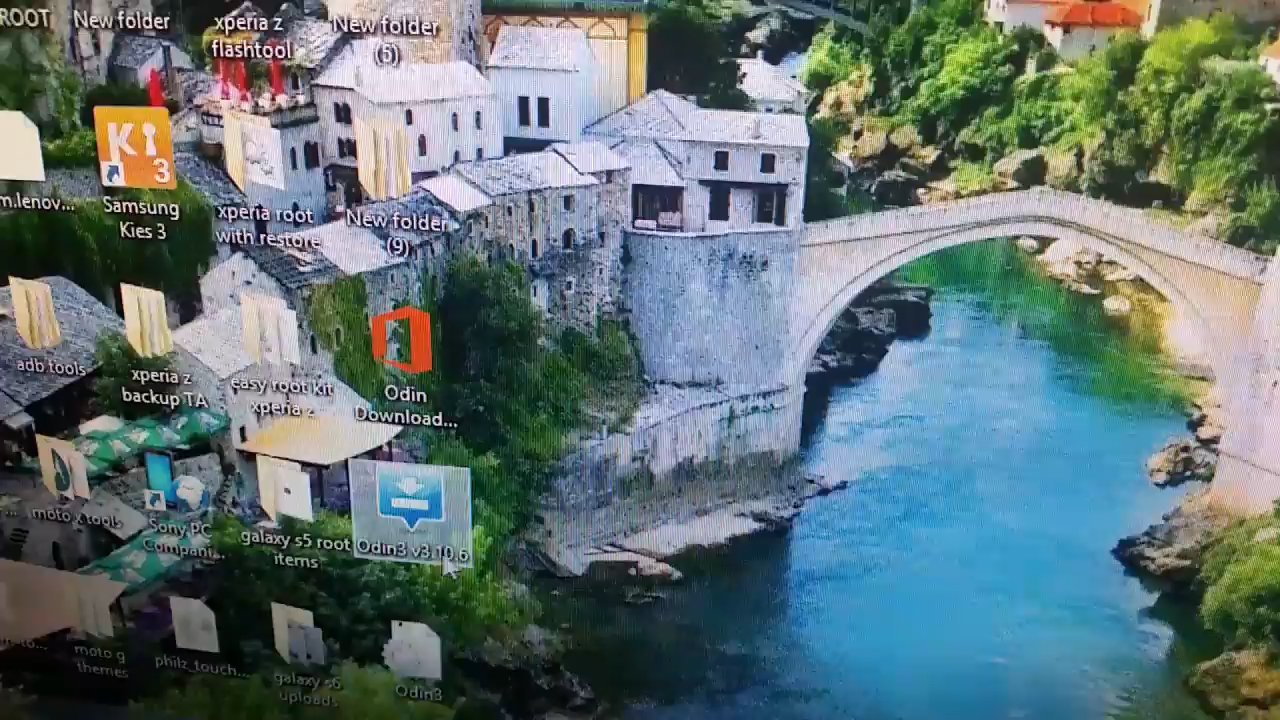 ROOT
New folder
xperia z
flashtool
New folder
(5)
Ki
3
m.lenov...
Samsung
Kies 3
xperia root
with restore
New folder
(9)
adb tools
xperia z
backup TA
easy root kit
xperia z
Odin
Download...
moto x tools
Sony PC
Compani...
galaxy s5 root
items
Odin3 v3.10.6
moto g
themes
philz_touch...
galaxy s6
uploads
Odin3